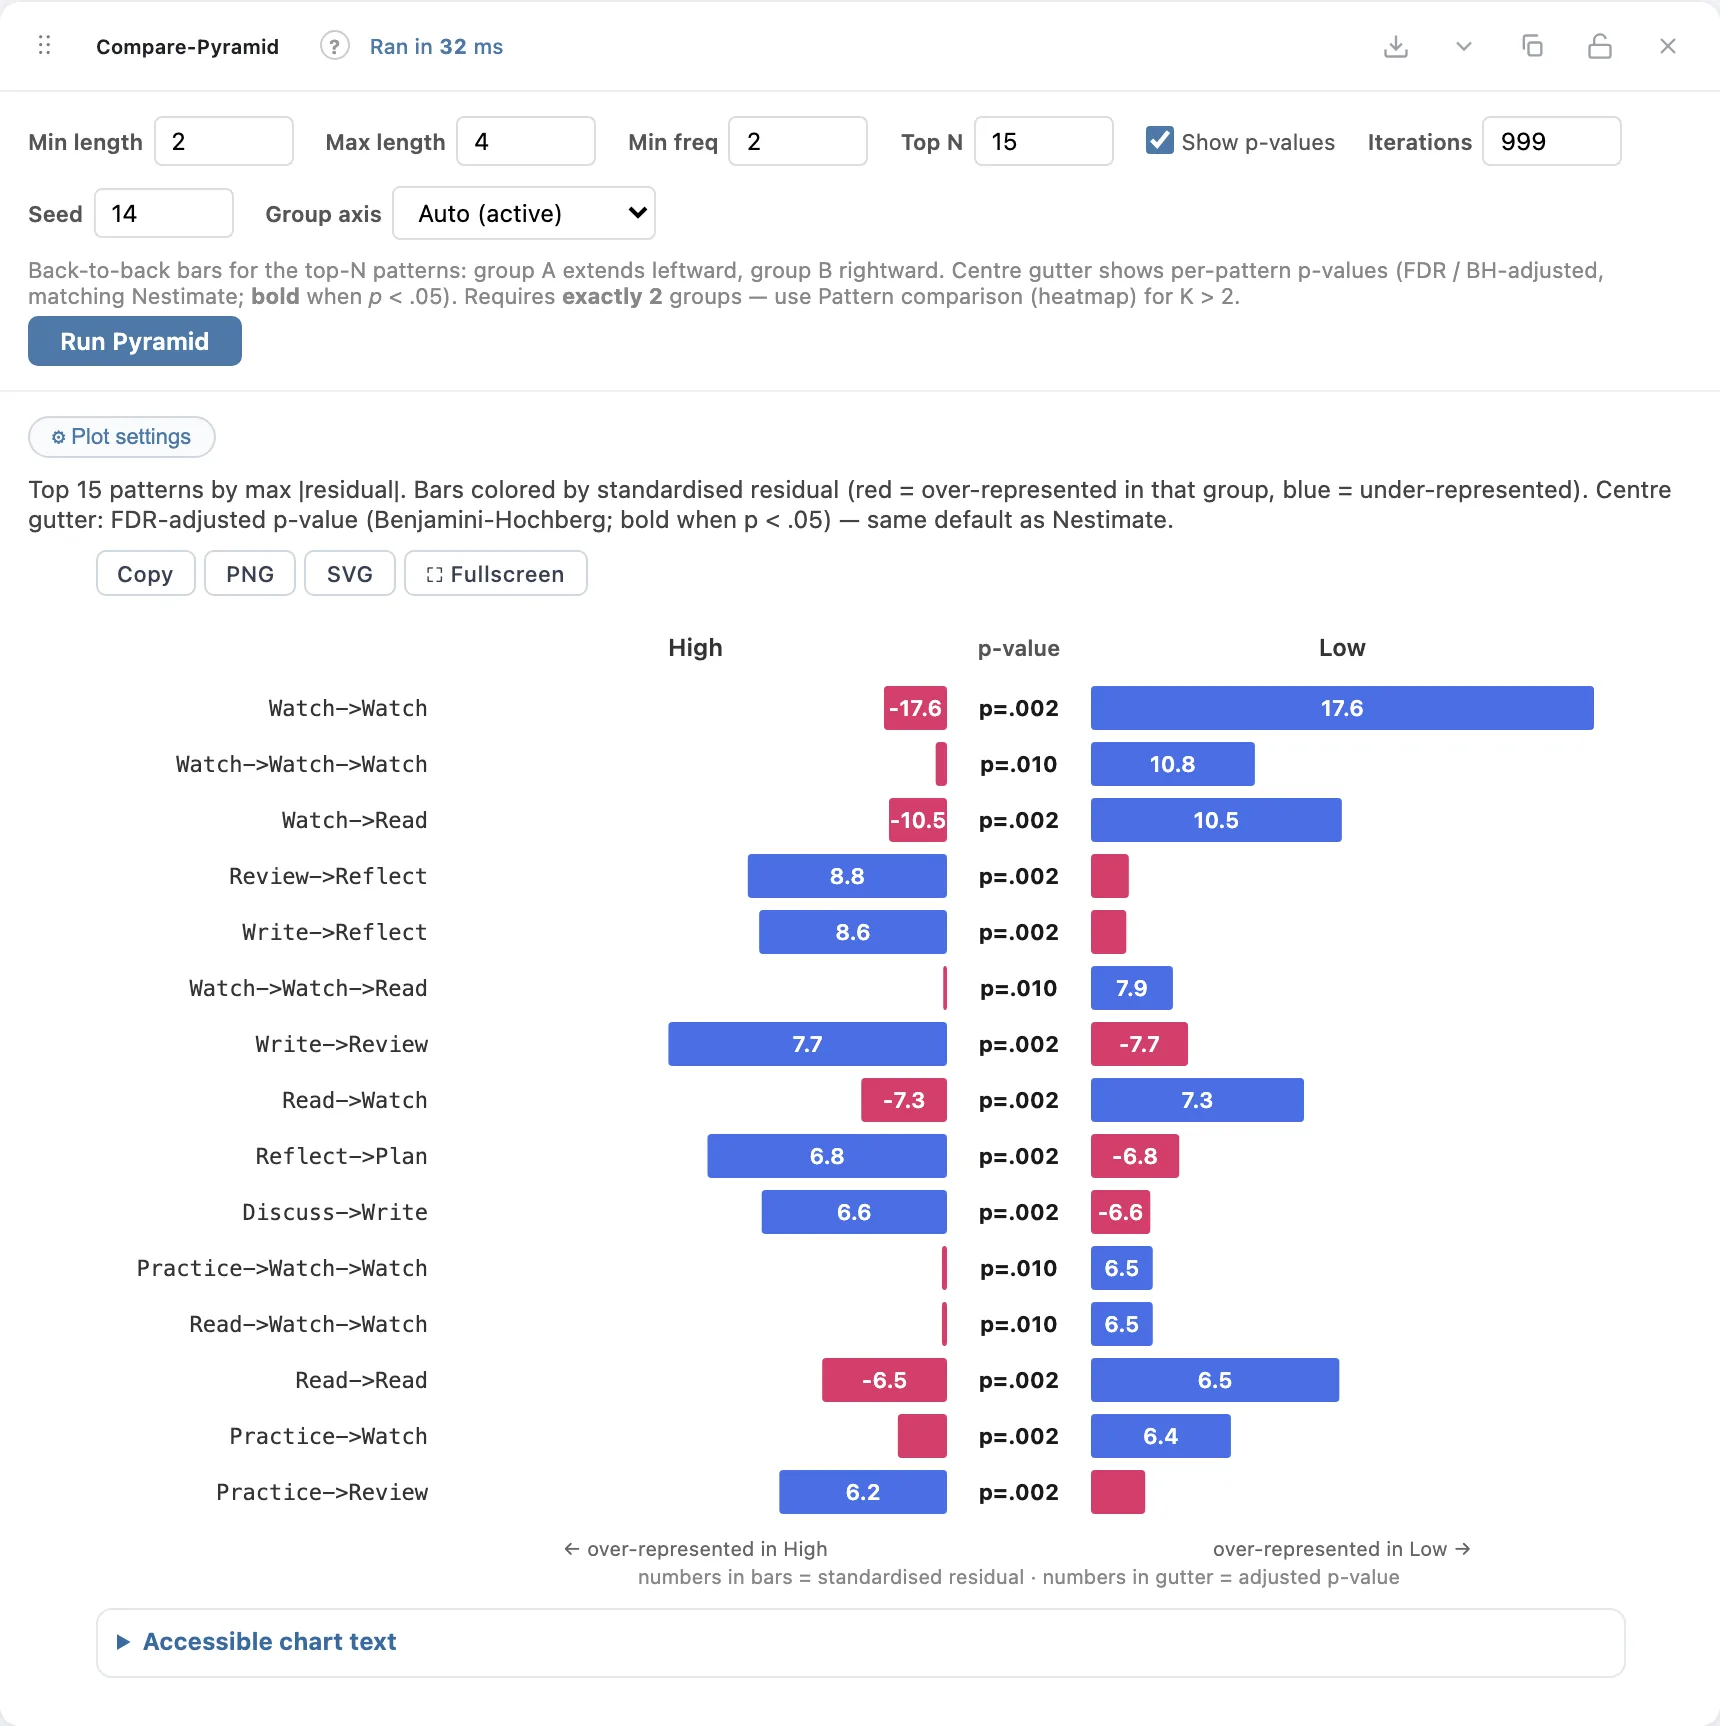 Compare-Pyramid ? Ran in 32 ms
Min length 2 Max length 4 Min freq 2 Top N 15 Show p-values Iterations 999
Seed 14 Group axis Auto (active)
Back-to-back bars for the top-N patterns: group A extends leftward, group B rightward. Centre gutter shows per-pattern p-values (FDR / BH-adjusted,
matching Nestimate; bold when p < .05). Requires exactly 2 groups — use Pattern comparison (heatmap) for K > 2.
Run Pyramid
⚙ Plot settings
Top 15 patterns by max |residual|. Bars colored by standardised residual (red = over-represented in that group, blue = under-represented). Centre
gutter: FDR-adjusted p-value (Benjamini-Hochberg; bold when p < .05) — same default as Nestimate.
Copy PNG SVG Fullscreen
High p-value Low
Watch->Watch -17.6 p=.002 17.6
Watch->Watch->Watch p=.010 10.8
Watch->Read -10.5 p=.002 10.5
Review->Reflect 8.8 p=.002
Write->Reflect 8.6 p=.002
Watch->Watch->Read p=.010 7.9
Write->Review 7.7 p=.002 -7.7
Read->Watch -7.3 p=.002 7.3
Reflect->Plan 6.8 p=.002 -6.8
Discuss->Write 6.6 p=.002 -6.6
Practice->Watch->Watch p=.010 6.5
Read->Watch->Watch p=.010 6.5
Read->Read -6.5 p=.002 6.5
Practice->Watch p=.002 6.4
Practice->Review 6.2 p=.002
← over-represented in High over-represented in Low →
numbers in bars = standardised residual · numbers in gutter = adjusted p-value
▶ Accessible chart text